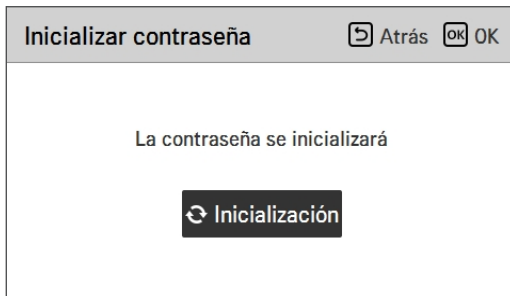 Inicializar contraseña Atrás OK OK
La contraseña se inicializará
Inicialización